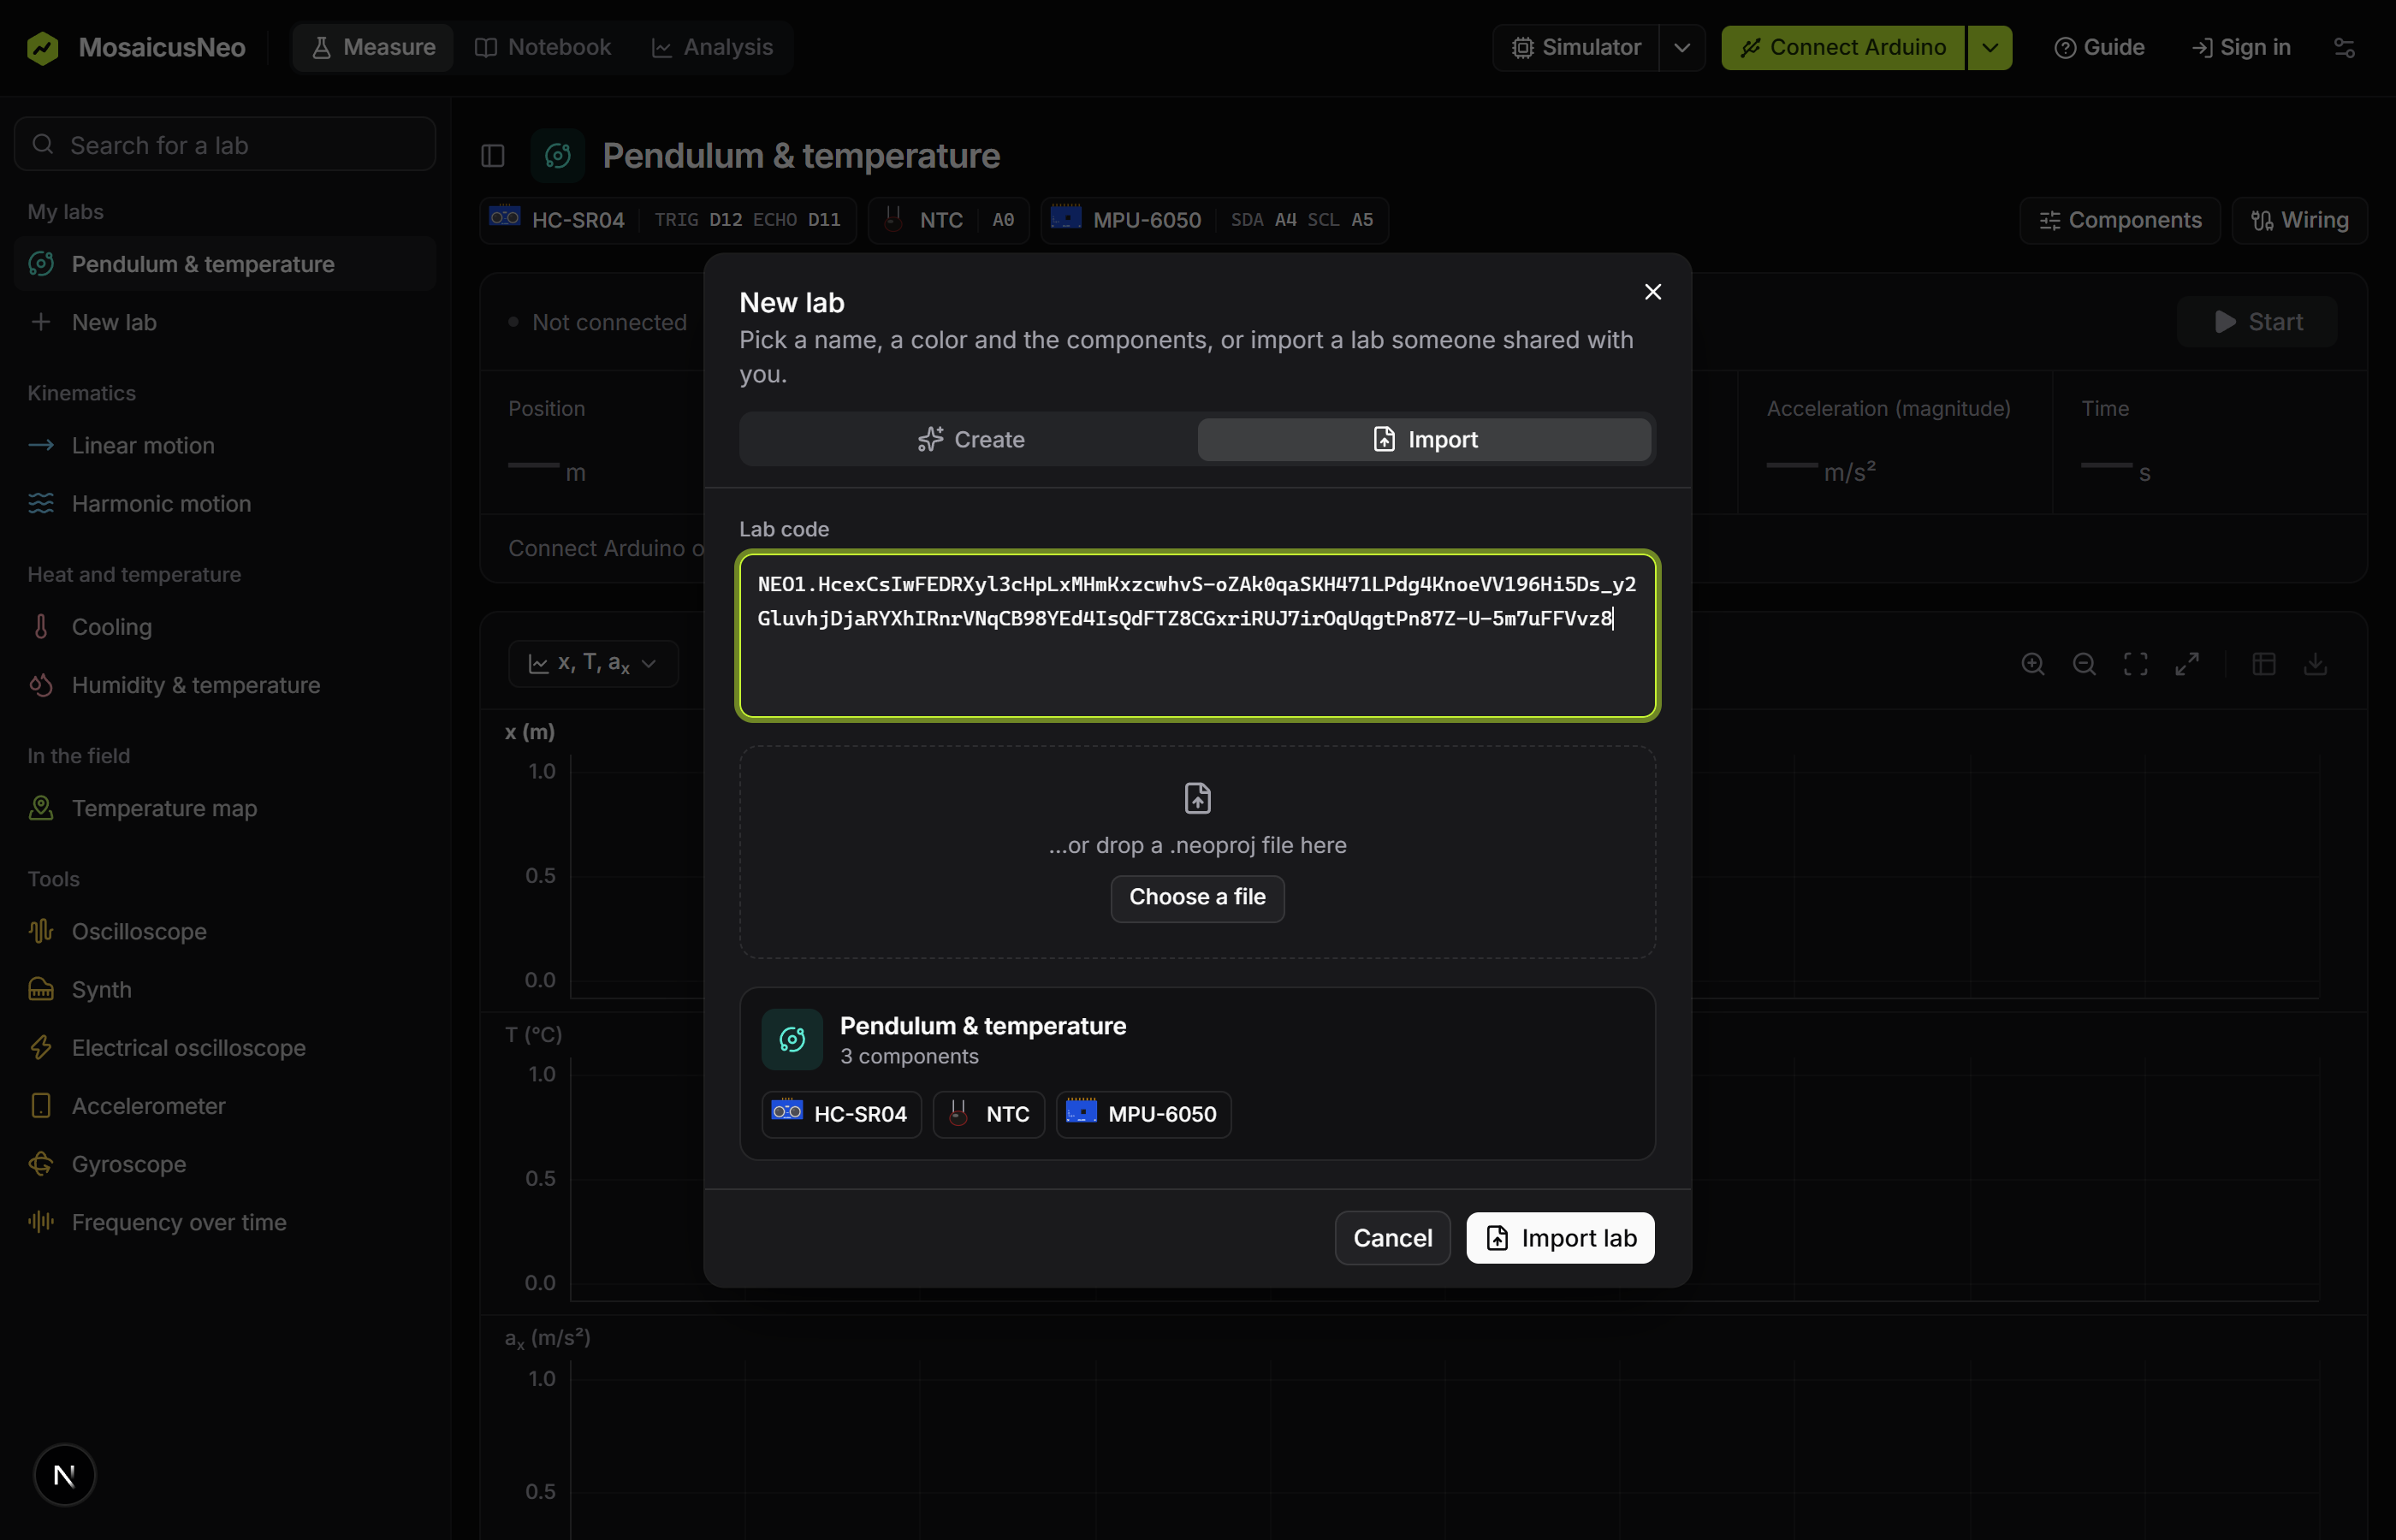 MosaicusNeo
Measure
Notebook
Analysis
Simulator
Connect Arduino
Guide
Sign in
Search for a lab
My labs
Pendulum & temperature
New lab
Kinematics
Linear motion
Harmonic motion
Heat and temperature
Cooling
Humidity & temperature
In the field
Temperature map
Tools
Oscilloscope
Synth
Electrical oscilloscope
Accelerometer
Gyroscope
Frequency over time
N
Pendulum & temperature
HC-SR04 TRIG D12 ECHO D11
NTC A0
MPU-6050 SDA A4 SCL A5
Components
Wiring
Not connected
Start
Position
m
Acceleration (magnitude)
m/s²
Time
s
Connect Arduino o
x, T, aₓ
x (m)
1.0
0.5
0.0
T (°C)
1.0
0.5
0.0
aₓ (m/s²)
1.0
0.5
New lab
Pick a name, a color and the components, or import a lab someone shared with
you.
Create
Import
Lab code
NEO1.HcexCsIwFEDRXyl3cHpLxMHmKxzcwhvS-oZAk0qaSKH471LPdg4KnoeVV196Hi5Ds_y2
GluvhjDjaRYXhIRnrVNqCB98YEd4IsQdFTZ8CGxriRUJ7irOqUqgtPn87Z-U-5m7uFFVvz8
...or drop a .neoproj file here
Choose a file
Pendulum & temperature
3 components
HC-SR04
NTC
MPU-6050
Cancel
Import lab